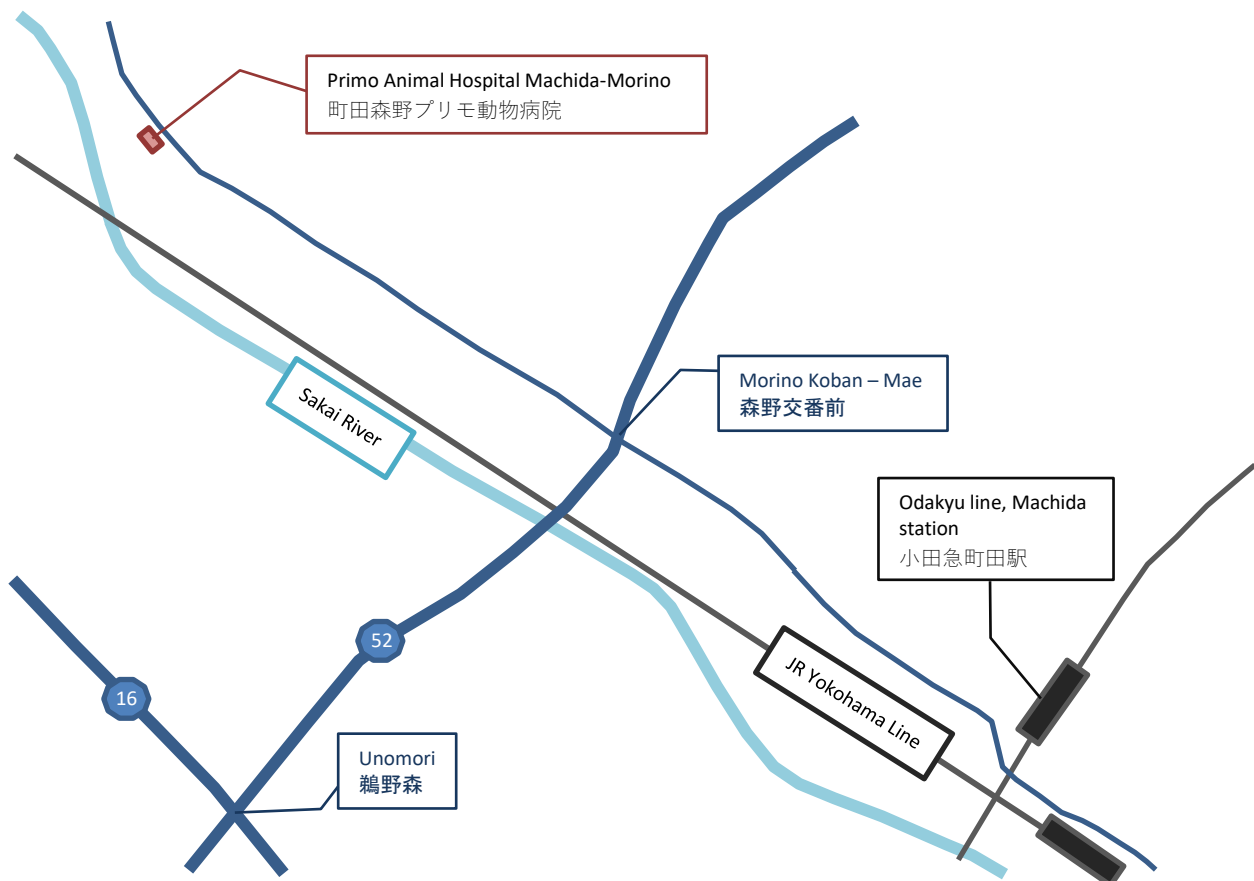 Primo Animal Hospital Machida-Morino
町田森野プリモ動物病院
Sakai River
Morino Koban – Mae
森野交番前
Odakyu line, Machida
station
小田急町田駅
52
JR Yokohama Line
16
Unomori
鵜野森